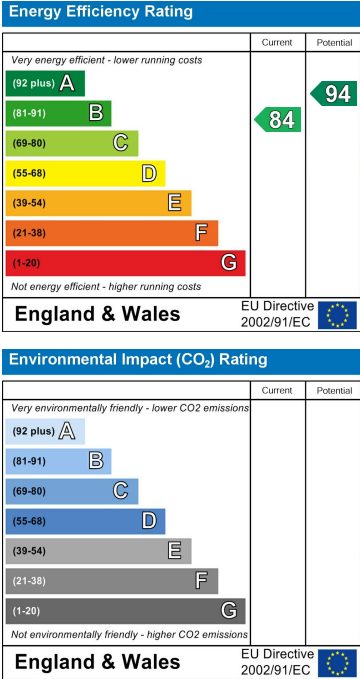 Energy Efficiency Rating
Current Potential
Very energy efficient - lower running costs
(92 plus) A
94
(81-91) B
84
(69-80) C
(55-68) D
(39-54) E
(21-38) F
(1-20) G
Not energy efficient - higher running costs
England & Wales
EU Directive
2002/91/EC
Environmental Impact (CO₂) Rating
Current Potential
Very environmentally friendly - lower CO2 emissions
(92 plus) A
(81-91) B
(69-80) C
(55-68) D
(39-54) E
(21-38) F
(1-20) G
Not environmentally friendly - higher CO2 emissions
England & Wales
EU Directive
2002/91/EC